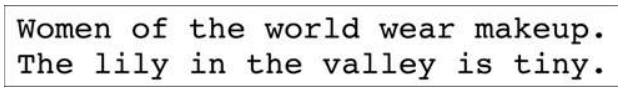 Women of the world wear makeup.
The lily in the valley is tiny.